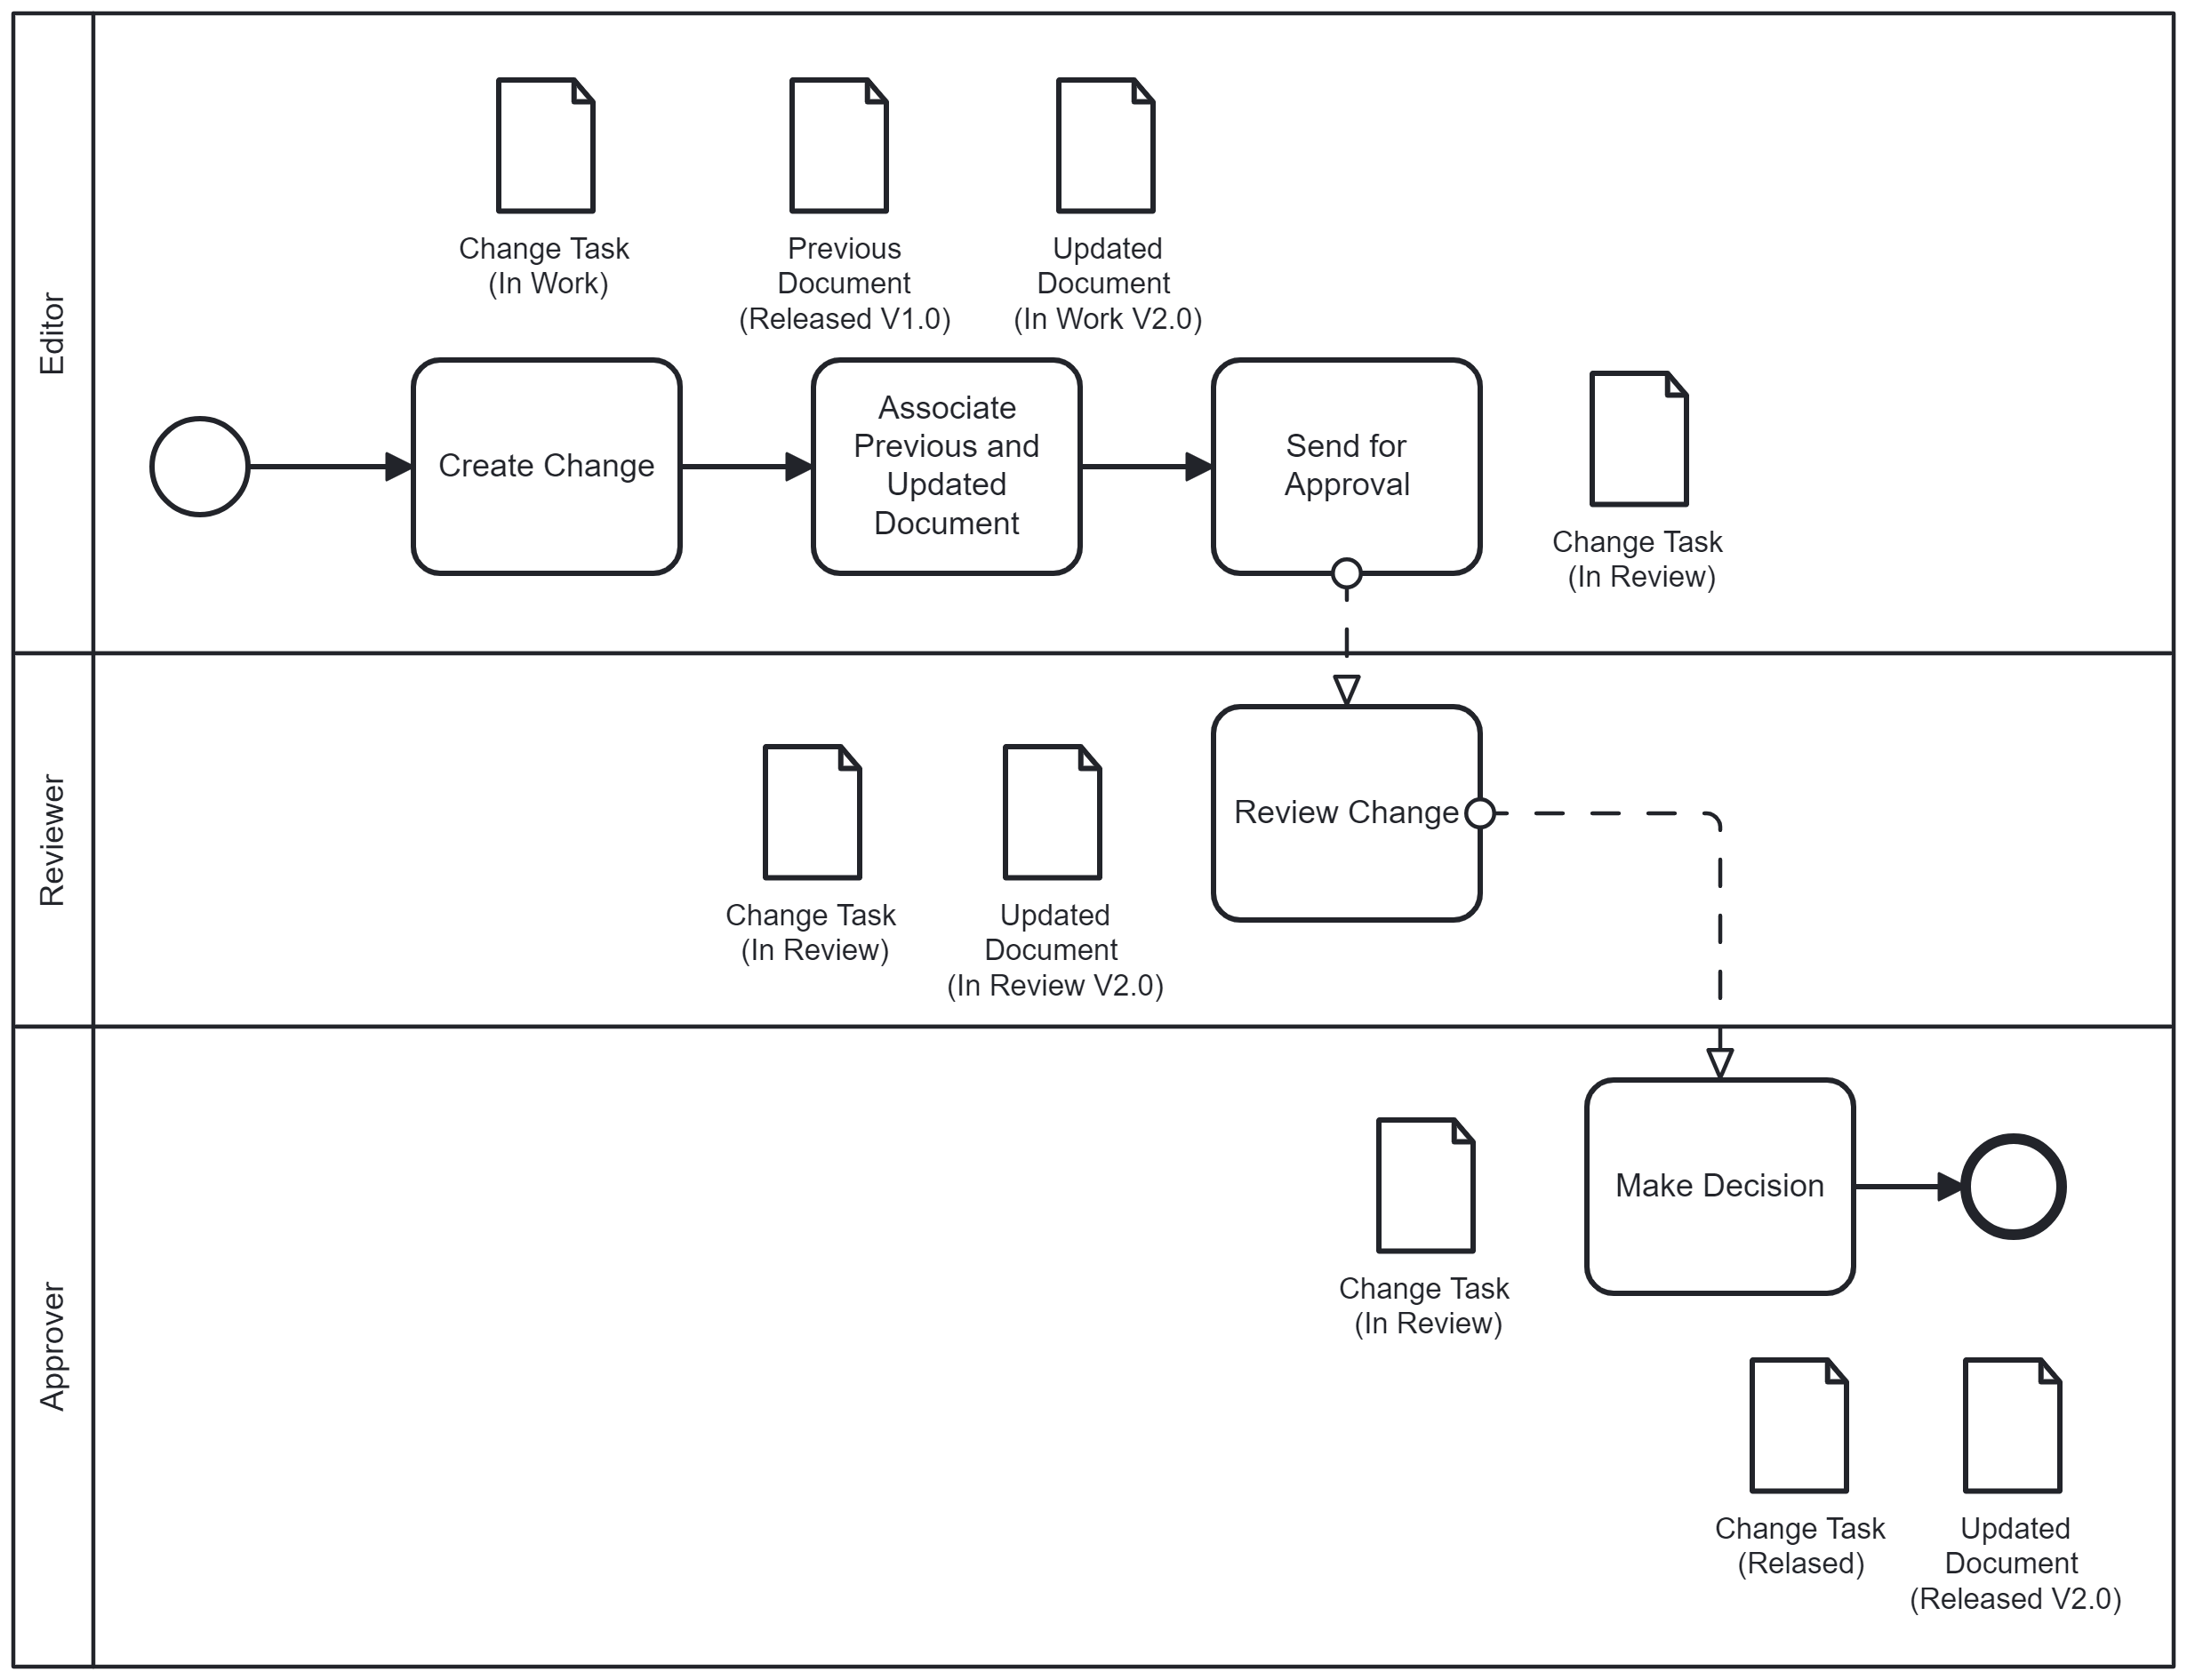 Editor
Change Task
(In Work)
Previous
Document
(Released V1.0)
Updated
Document
(In Work V2.0)
Create Change
Associate
Previous and
Updated
Document
Send for
Approval
Change Task
(In Review)
Reviewer
Change Task
(In Review)
Updated
Document
(In Review V2.0)
Review Change
Approver
Change Task
(In Review)
Make Decision
Change Task
(Relased)
Updated
Document
(Released V2.0)